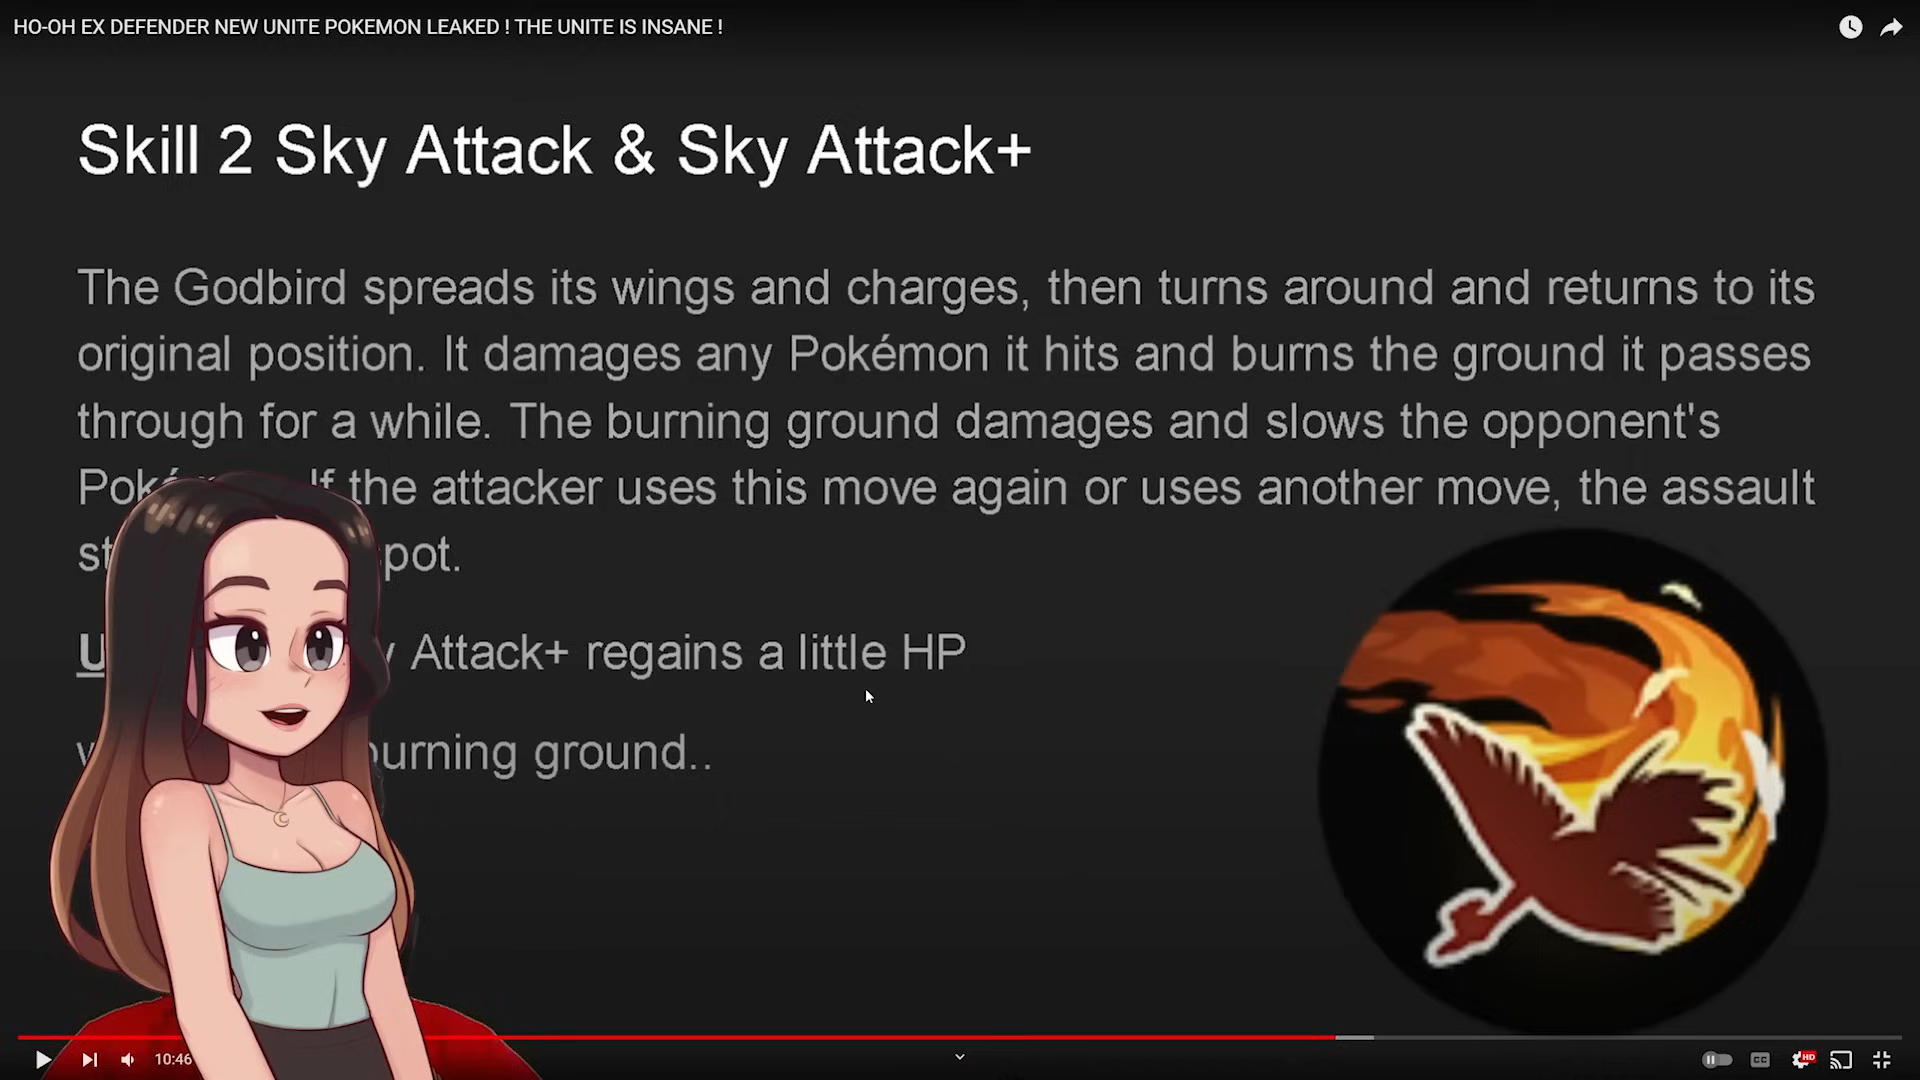 HO-OH EX DEFENDER NEW UNITE POKEMON LEAKED ! THE UNITE IS INSANE !
Skill 2 Sky Attack & Sky Attack+
The Godbird spreads its wings and charges, then turns around and returns to its
original position. It damages any Pokémon it hits and burns the ground it passes
through for a while. The burning ground damages and slows the opponent's
If the attacker uses this move again or uses another move, the assault
Attack+ regains a little HP
ground..
10:46
CC
HD